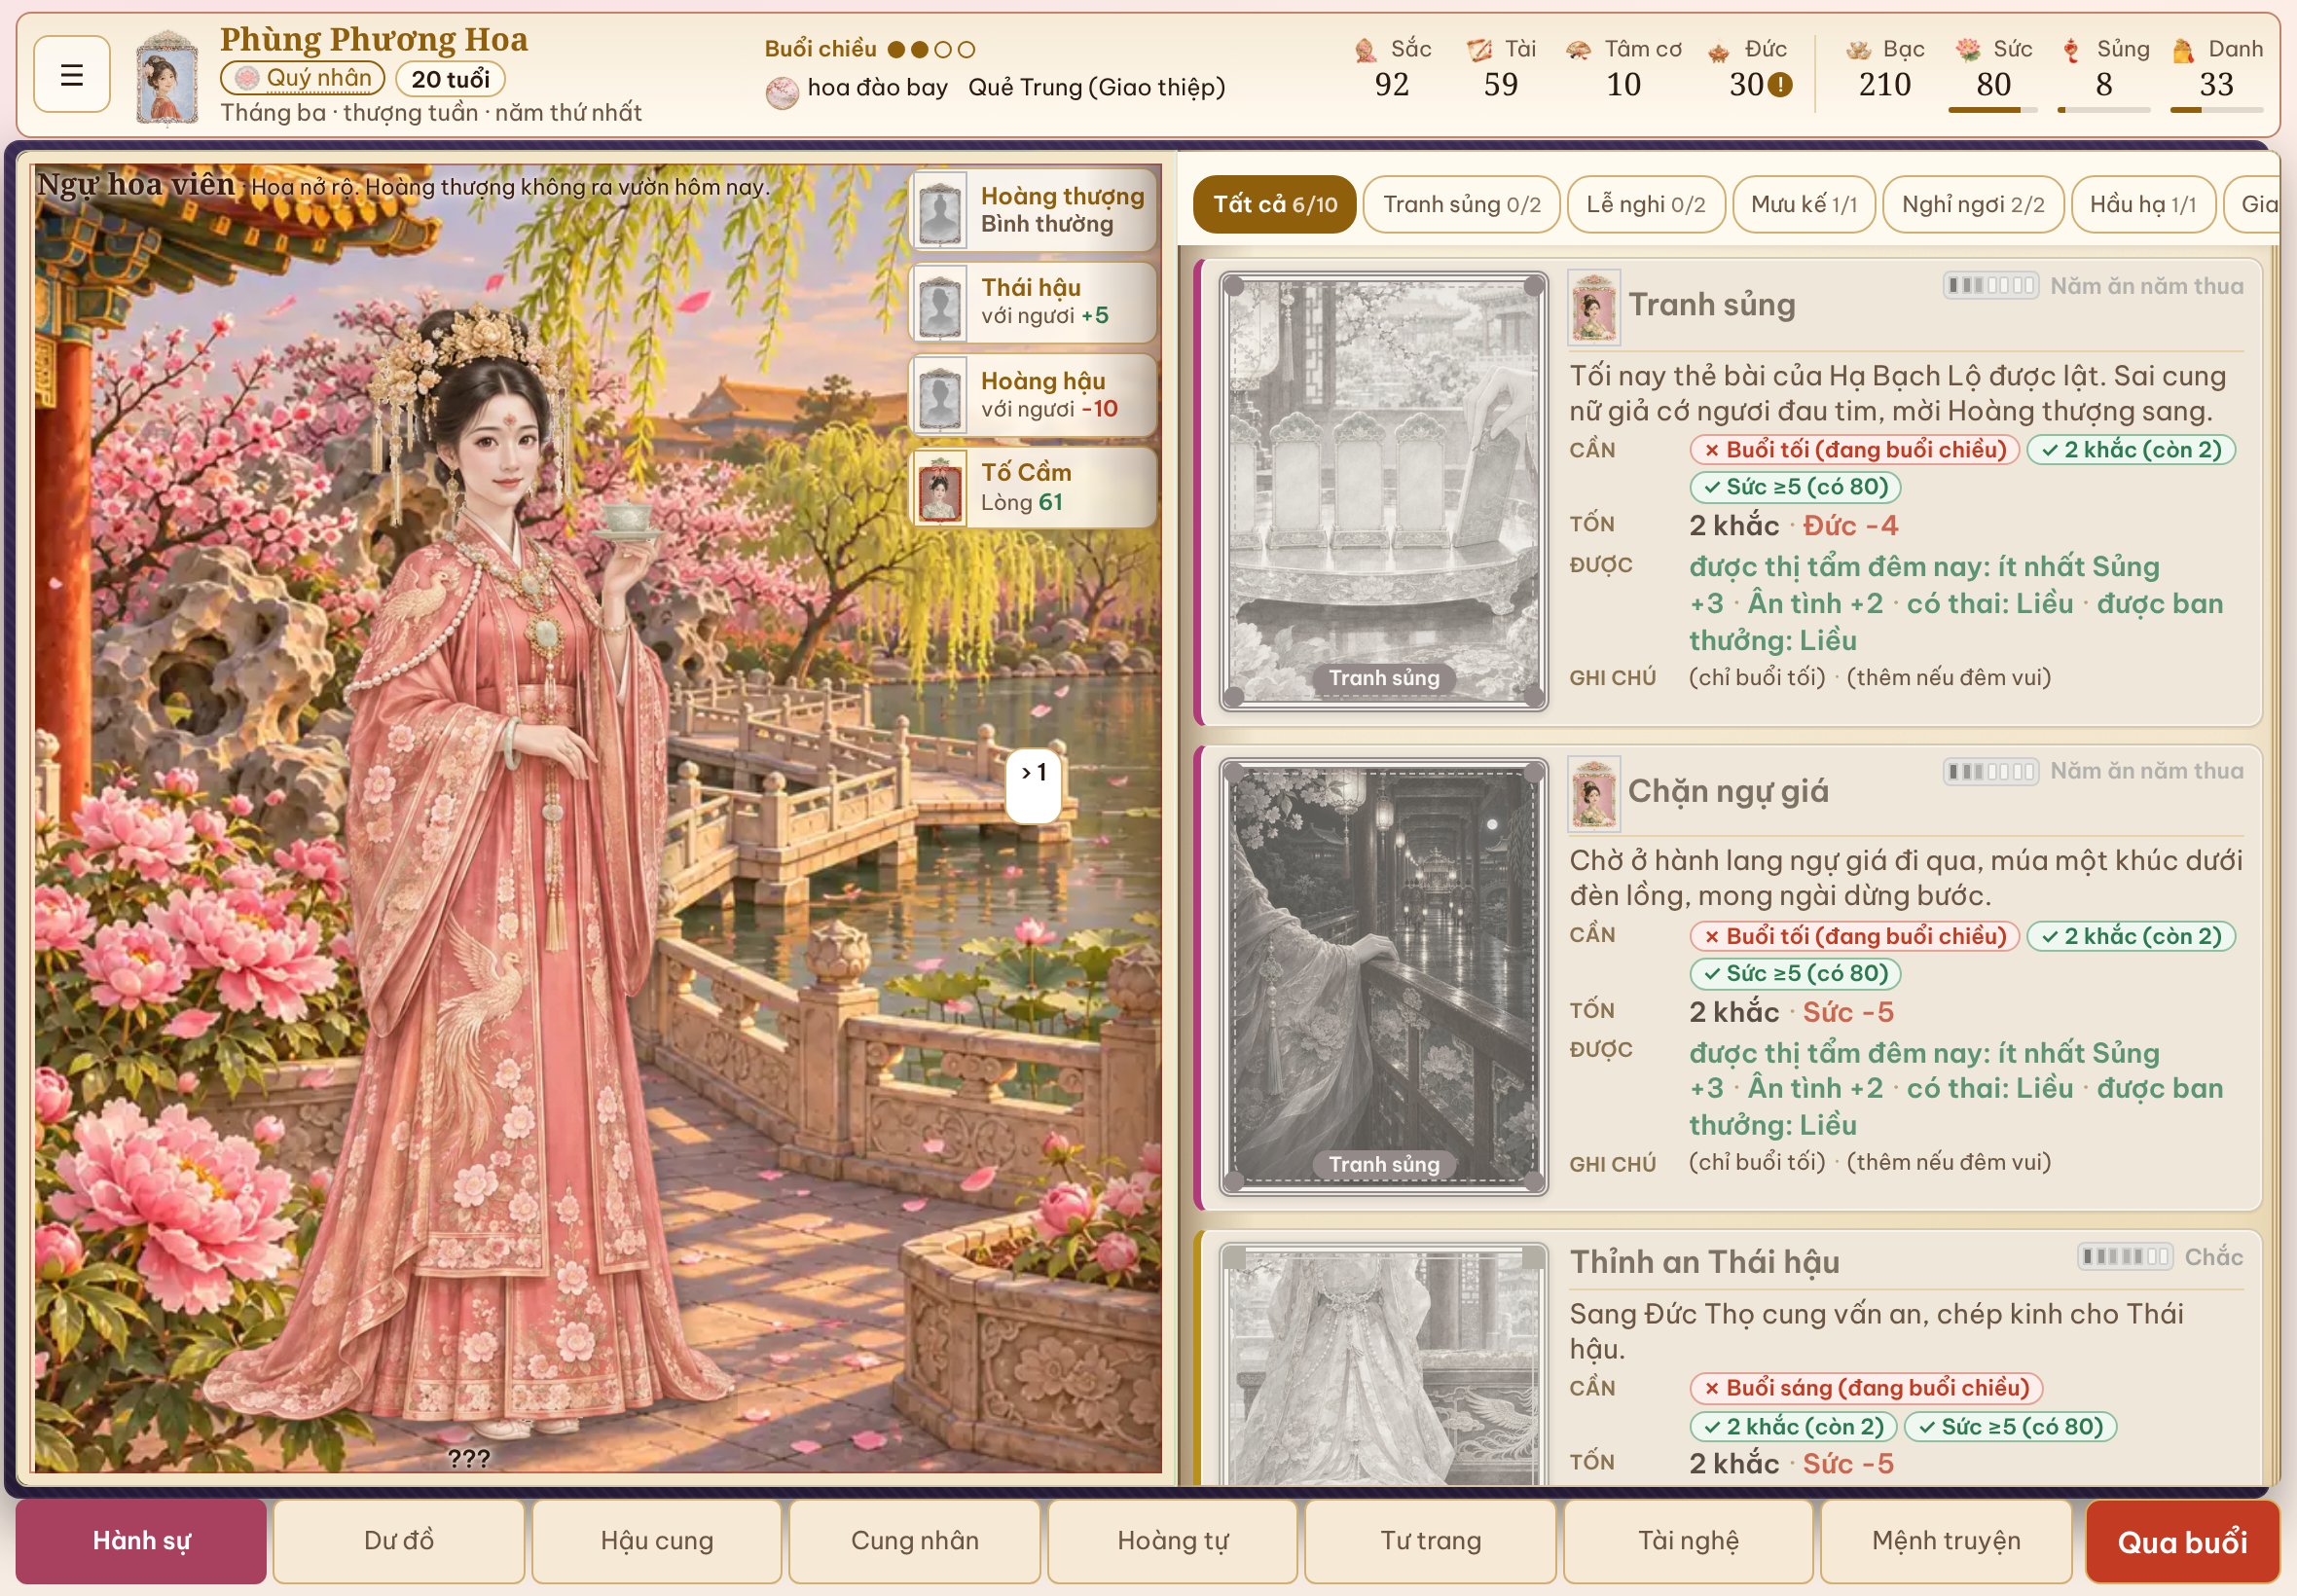 ☰
Phùng Phương Hoa
Quý nhân
20 tuổi
Tháng ba · thượng tuần · năm thứ nhất
Buổi chiều
hoa đào bay Quẻ Trung (Giao thiệp)
Sắc
92
Tài
59
Tâm cơ
10
Đức
30 !
Bạc
210
Sức
80
Sủng
8
Danh
33
Ngự hoa viên · Hoa nở rộ. Hoàng thượng không ra vườn hôm nay.
Hoàng thượng
Bình thường
Thái hậu
với ngươi +5
Hoàng hậu
với ngươi -10
Tố Cầm
Lòng 61
› 1
???
Tất cả 6/10
Tranh sủng 0/2
Lễ nghi 0/2
Mưu kế 1/1
Nghỉ ngơi 2/2
Hầu hạ 1/1
Gia
Tranh sủng
Năm ăn năm thua
Tối nay thẻ bài của Hạ Bạch Lộ được lật. Sai cung
nữ giả cớ ngươi đau tim, mời Hoàng thượng sang.
CẦN × Buổi tối (đang buổi chiều) ✓ 2 khắc (còn 2)
✓ Sức ≥5 (có 80)
TỐN 2 khắc · Đức -4
ĐƯỢC được thị tẩm đêm nay: ít nhất Sủng
+3 · Ân tình +2 · có thai: Liều · được ban
thưởng: Liều
GHI CHÚ (chỉ buổi tối) · (thêm nếu đêm vui)
Tranh sủng
Chặn ngự giá
Năm ăn năm thua
Chờ ở hành lang ngự giá đi qua, múa một khúc dưới
đèn lồng, mong ngài dừng bước.
CẦN × Buổi tối (đang buổi chiều) ✓ 2 khắc (còn 2)
✓ Sức ≥5 (có 80)
TỐN 2 khắc · Sức -5
ĐƯỢC được thị tẩm đêm nay: ít nhất Sủng
+3 · Ân tình +2 · có thai: Liều · được ban
thưởng: Liều
GHI CHÚ (chỉ buổi tối) · (thêm nếu đêm vui)
Tranh sủng
Thỉnh an Thái hậu
Chắc
Sang Đức Thọ cung vấn an, chép kinh cho Thái
hậu.
CẦN × Buổi sáng (đang buổi chiều)
✓ 2 khắc (còn 2) ✓ Sức ≥5 (có 80)
TỐN 2 khắc · Sức -5
Hành sự
Dư đồ
Hậu cung
Cung nhân
Hoàng tự
Tư trang
Tài nghệ
Mệnh truyện
Qua buổi